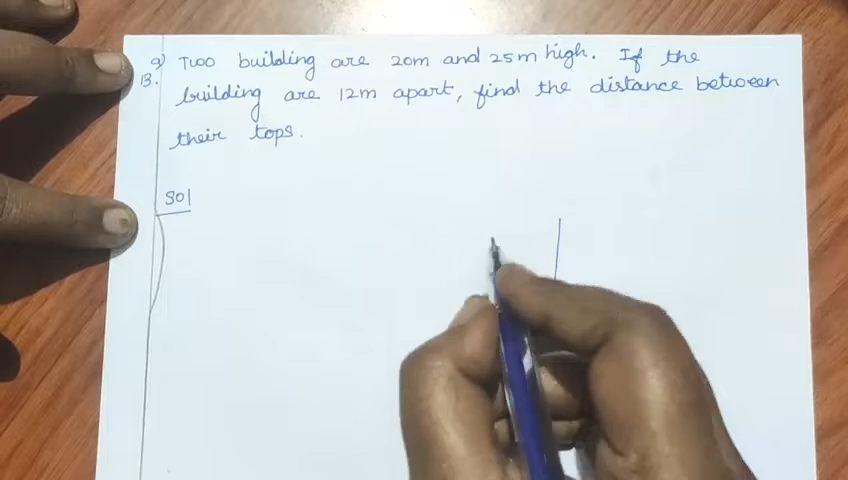 Q) Two building are 20m and 25m high. If the
13. building are 12m apart, find the distance between
their tops.
Sol